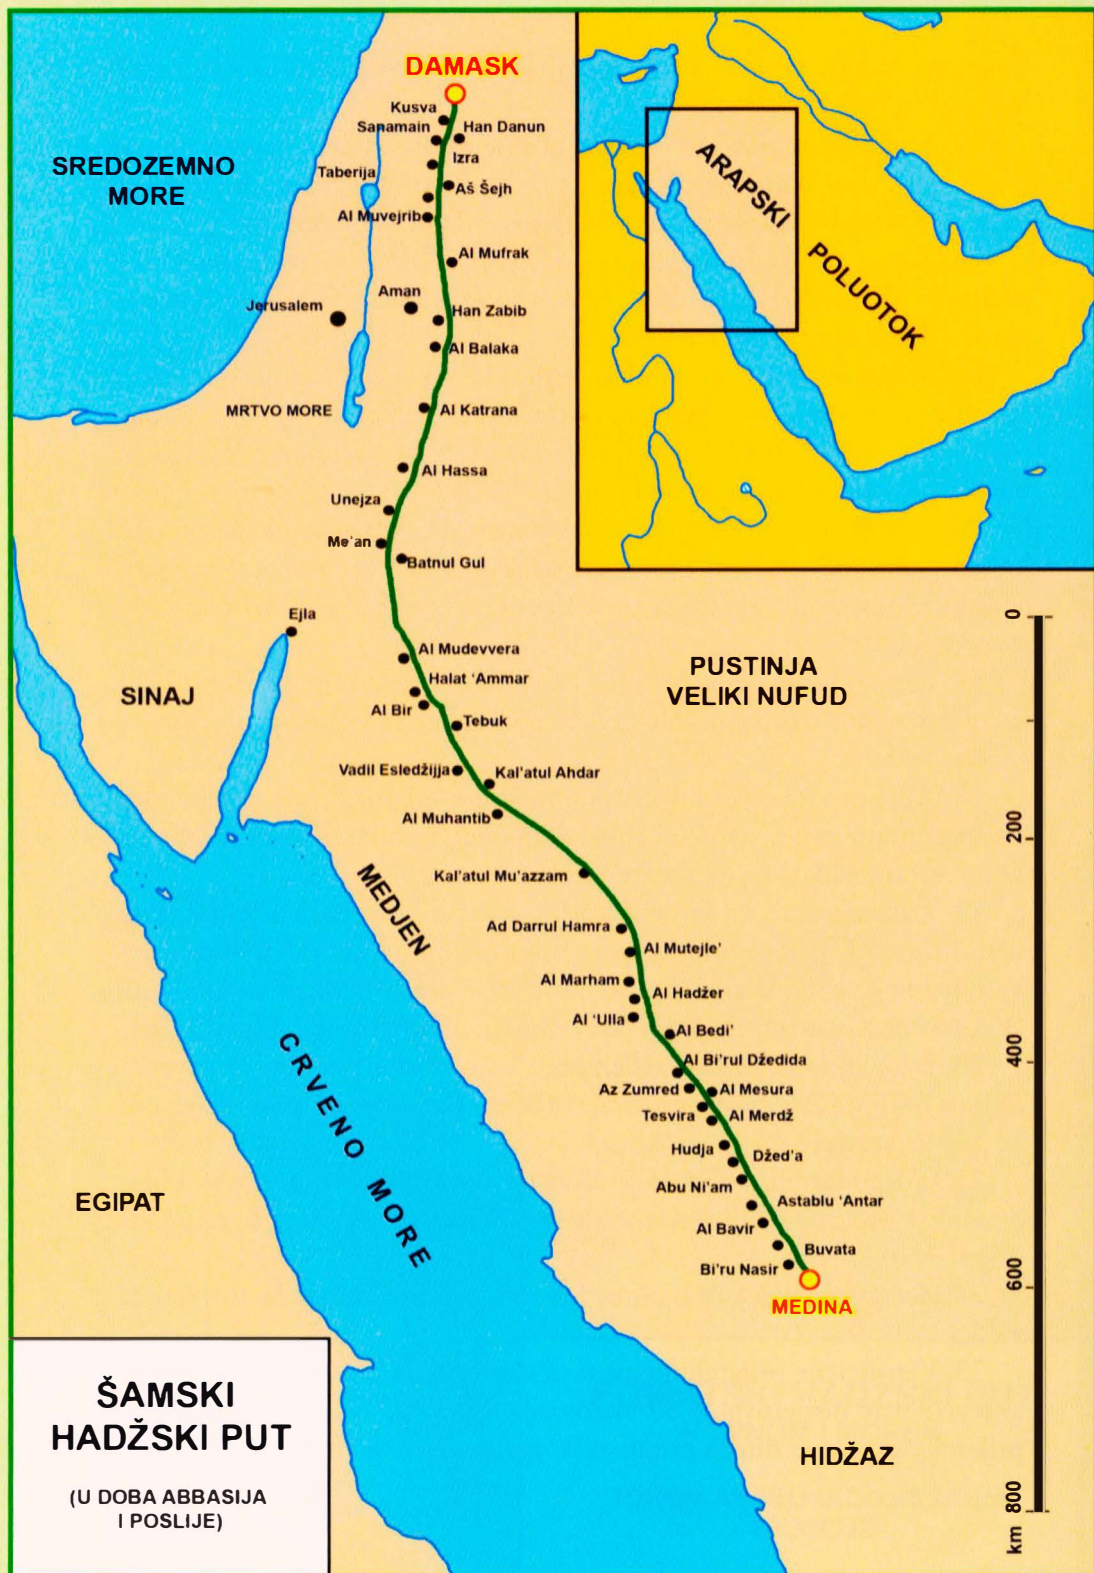 DAMASK
Kusva
Sanamain
Han Danun
SREDOZEMNO
MORE
Izra
Taberija
Aš Šejh
Al Muvejrib
Al Mufrak
Aman
Jerusalem
Han Zabib
Al Balaka
MRTVO MORE
Al Katrana
Al Hassa
Unejza
Me'an
Batnul Gul
ARAPSKI
POLUOTOK
Ejla
Al Mudevvera
SINAJ
Halat 'Ammar
Al Bir
Tebuk
PUSTINJA
VELIKI NUFUD
Vadil Esledžijja
Kal'atul Ahdar
Al Muhantib
MEDJEN
Kal'atul Mu'azzam
Ad Darrul Hamra
Al Mutejle'
Al Marham
Al Hadžer
Al 'Ulla
Al Bedi'
Al Bi'rul Džedida
Az Zumred
Al Mesura
Tesvira
Al Merdž
Hudja
Džed'a
Abu Ni'am
Astablu 'Antar
Al Bavir
Buvata
Bi'ru Nasir
MEDINA
CRVENO MORE
EGIPAT
HIDŽAZ
0
200
400
600
km 800
ŠAMSKI
HADŽSKI PUT
(U DOBA ABBASIJA
I POSLIJE)